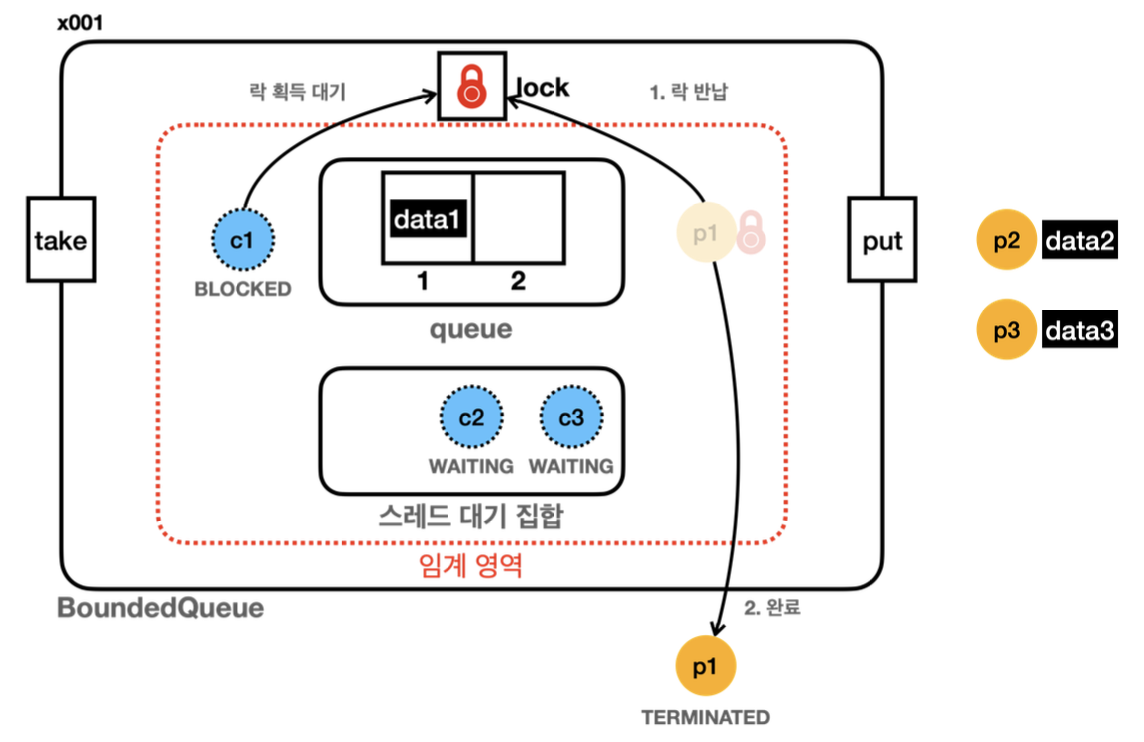 x001
lock
락 획득 대기
1. 락 반납
take
c1
BLOCKED
data1
1
2
queue
p1
put
p2
data2
p3
data3
c2
c3
WAITING
WAITING
스레드 대기 집합
임계 영역
BoundedQueue
2. 완료
p1
TERMINATED